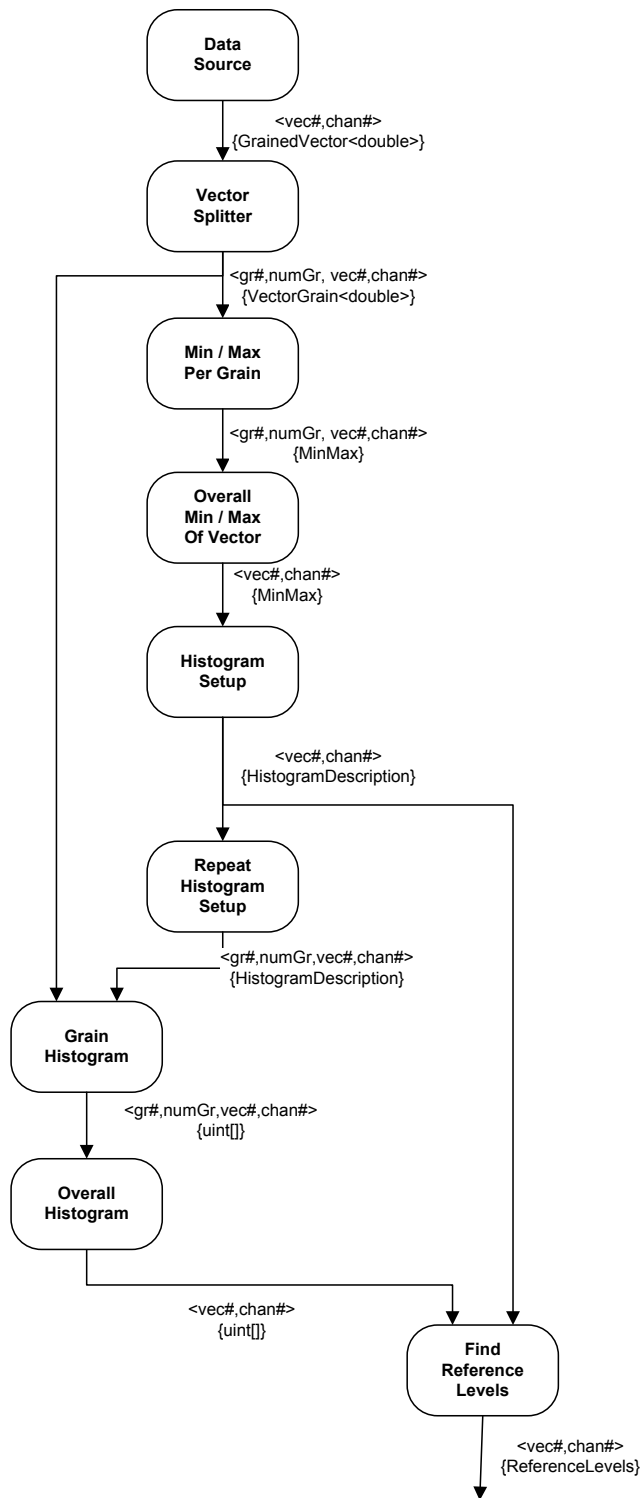 Data
Source
<vec#,chan#>
{GrainedVector<double>}
Vector
Splitter
<gr#,numGr, vec#,chan#>
{VectorGrain<double>}
Min / Max
Per Grain
<gr#,numGr, vec#,chan#>
{MinMax}
Overall
Min / Max
Of Vector
<vec#,chan#>
{MinMax}
Histogram
Setup
<vec#,chan#>
{HistogramDescription}
Repeat
Histogram
Setup
<gr#,numGr,vec#,chan#>
{HistogramDescription}
Grain
Histogram
<gr#,numGr,vec#,chan#>
{uint[]}
Overall
Histogram
<vec#,chan#>
{uint[]}
Find
Reference
Levels
<vec#,chan#>
{ReferenceLevels}